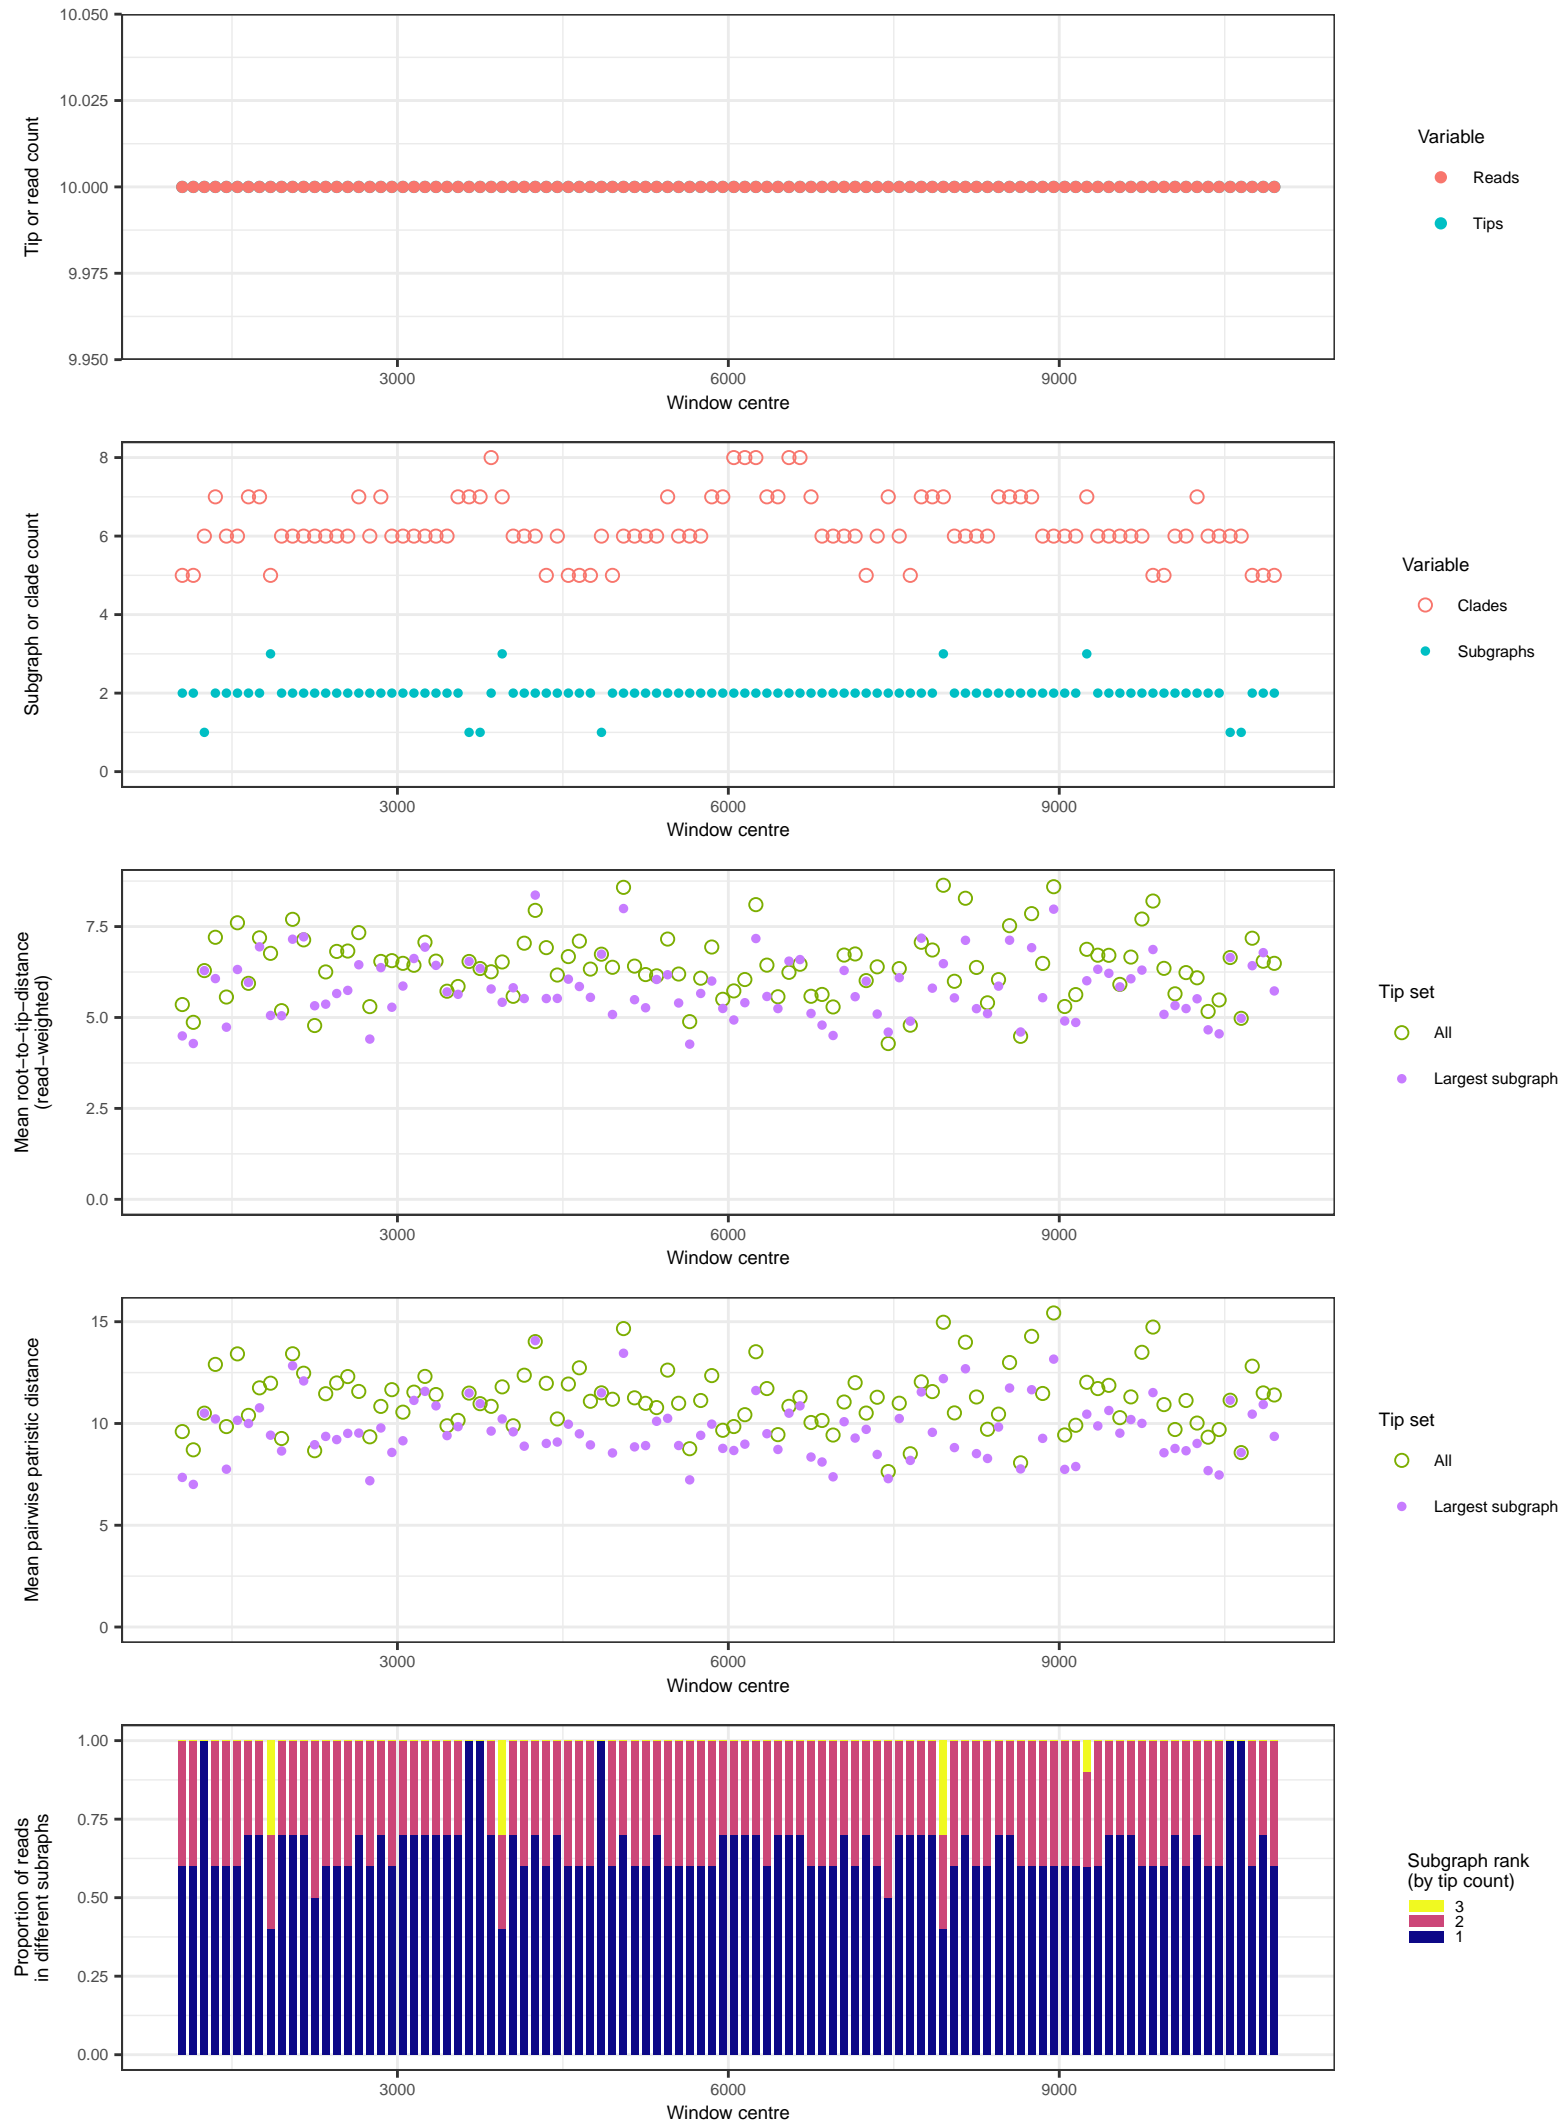 10.050
10.025
10.000
9.975
9.950
Tip or read count
3000 6000 9000
Window centre
Variable
Reads
Tips
8
6
4
2
0
Subgraph or clade count
3000 6000 9000
Window centre
Variable
Clades
Subgraphs
7.5
5.0
2.5
0.0
Mean root−to−tip−distance
(read−weighted)
3000 6000 9000
Window centre
Tip set
All
Largest subgraph
15
10
5
0
Mean pairwise patristic distance
3000 6000 9000
Window centre
Tip set
All
Largest subgraph
1.00
0.75
0.50
0.25
0.00
Proportion of reads
in different subraphs
3000 6000 9000
Window centre
Subgraph rank
(by tip count)
3
2
1